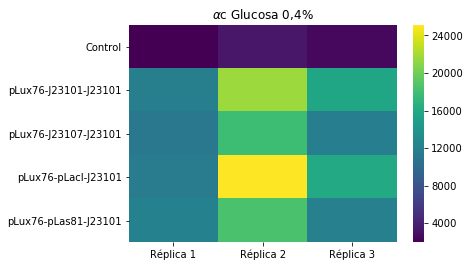 αc Glucosa 0,4%
Control
pLux76-J23101-J23101
pLux76-J23107-J23101
pLux76-pLacI-J23101
pLux76-pLas81-J23101
Réplica 1 Réplica 2 Réplica 3
24000
20000
16000
12000
8000
4000